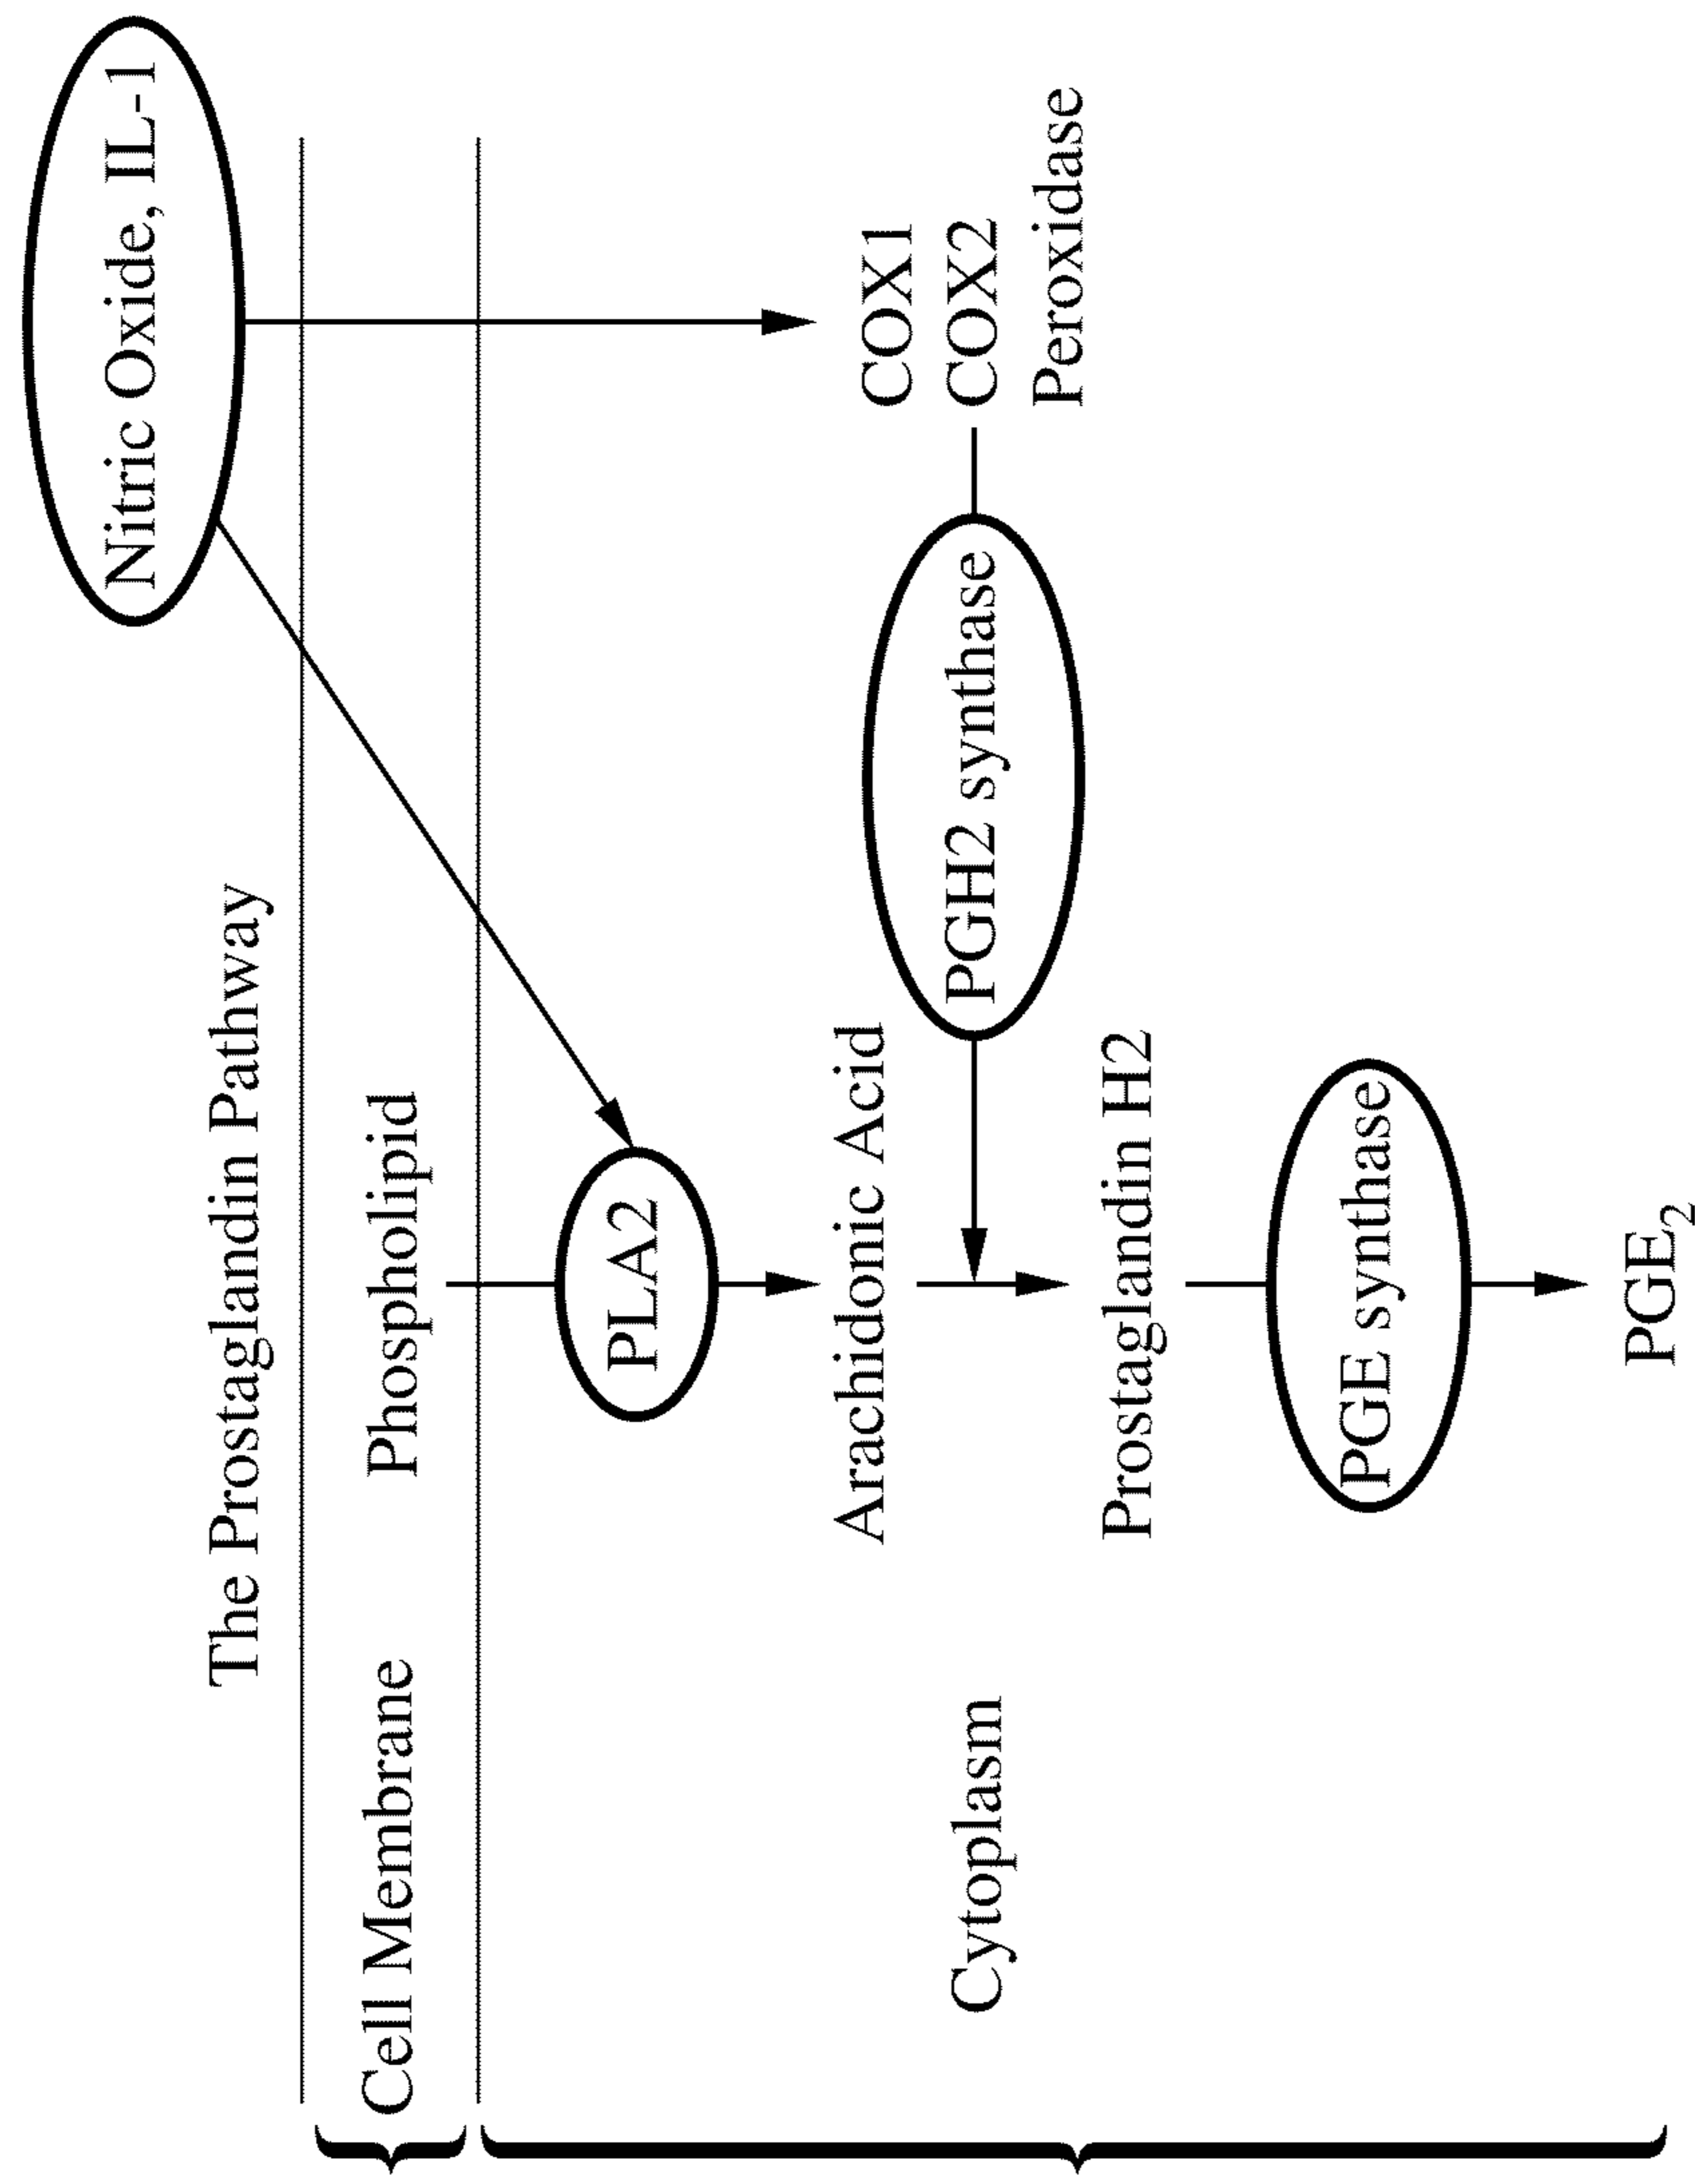 The Prostaglandin Pathway
Nitric Oxide, IL-1
Cell Membrane
Phospholipid
PLA2
Cytoplasm
Arachidonic Acid
PGH2 synthase
COX1
COX2
Peroxidase
Prostaglandin H2
PGE synthase
PGE₂